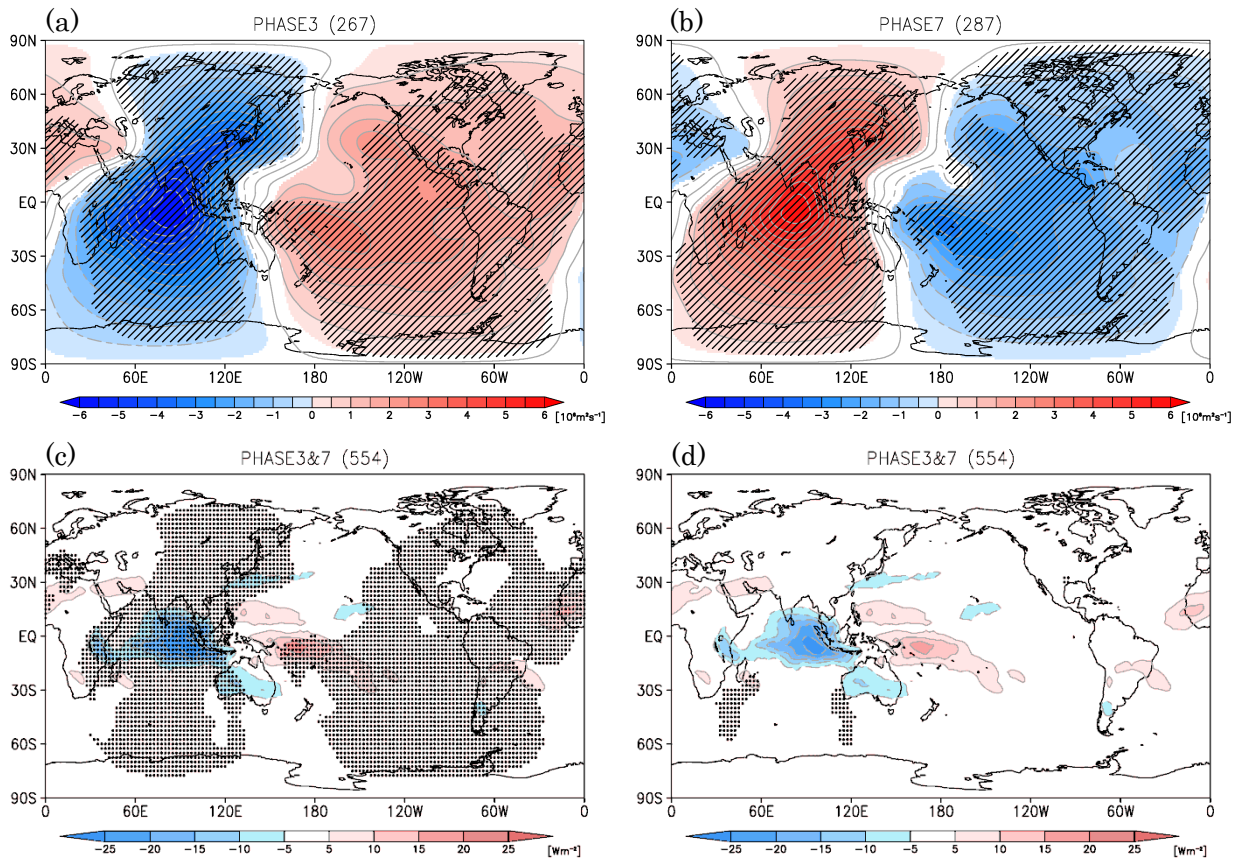 (a) PHASE3 (267)
90N
60N
30N
EQ
30S
60S
90S
0 60E 120E 180 120W 60W 0
-6 -5 -4 -3 -2 -1 0 1 2 3 4 5 6 [10⁶m²s⁻¹]
(b) PHASE7 (287)
90N
60N
30N
EQ
30S
60S
90S
0 60E 120E 180 120W 60W 0
-6 -5 -4 -3 -2 -1 0 1 2 3 4 5 6 [10⁶m²s⁻¹]
(c) PHASE3&7 (554)
90N
60N
30N
EQ
30S
60S
90S
0 60E 120E 180 120W 60W 0
-25 -20 -15 -10 -5 5 10 15 20 25 [Wm⁻²]
(d) PHASE3&7 (554)
90N
60N
30N
EQ
30S
60S
90S
0 60E 120E 180 120W 60W 0
-25 -20 -15 -10 -5 5 10 15 20 25 [Wm⁻²]